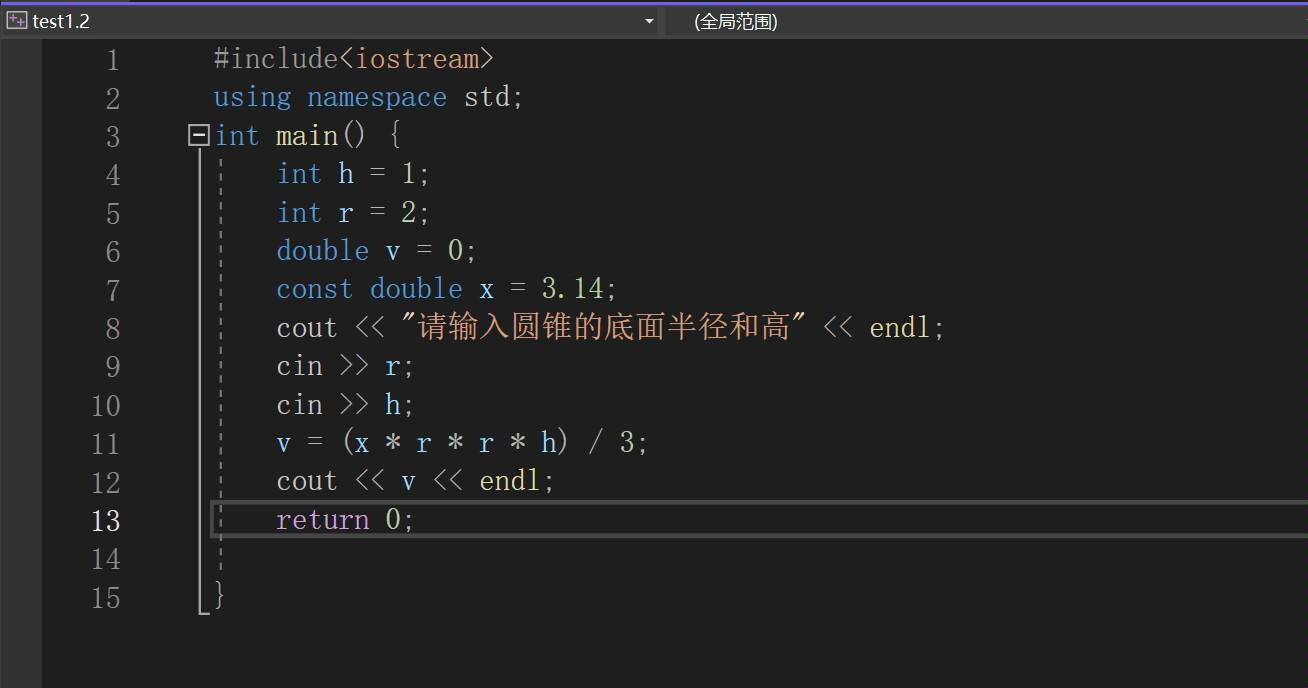 test1.2 (全局范围)
1 #include<iostream>
2 using namespace std;
3 int main() {
4 int h = 1;
5 int r = 2;
6 double v = 0;
7 const double x = 3.14;
8 cout << "请输入圆锥的底面半径和高" << endl;
9 cin >> r;
10 cin >> h;
11 v = (x * r * r * h) / 3;
12 cout << v << endl;
13 return 0;
14
15 }